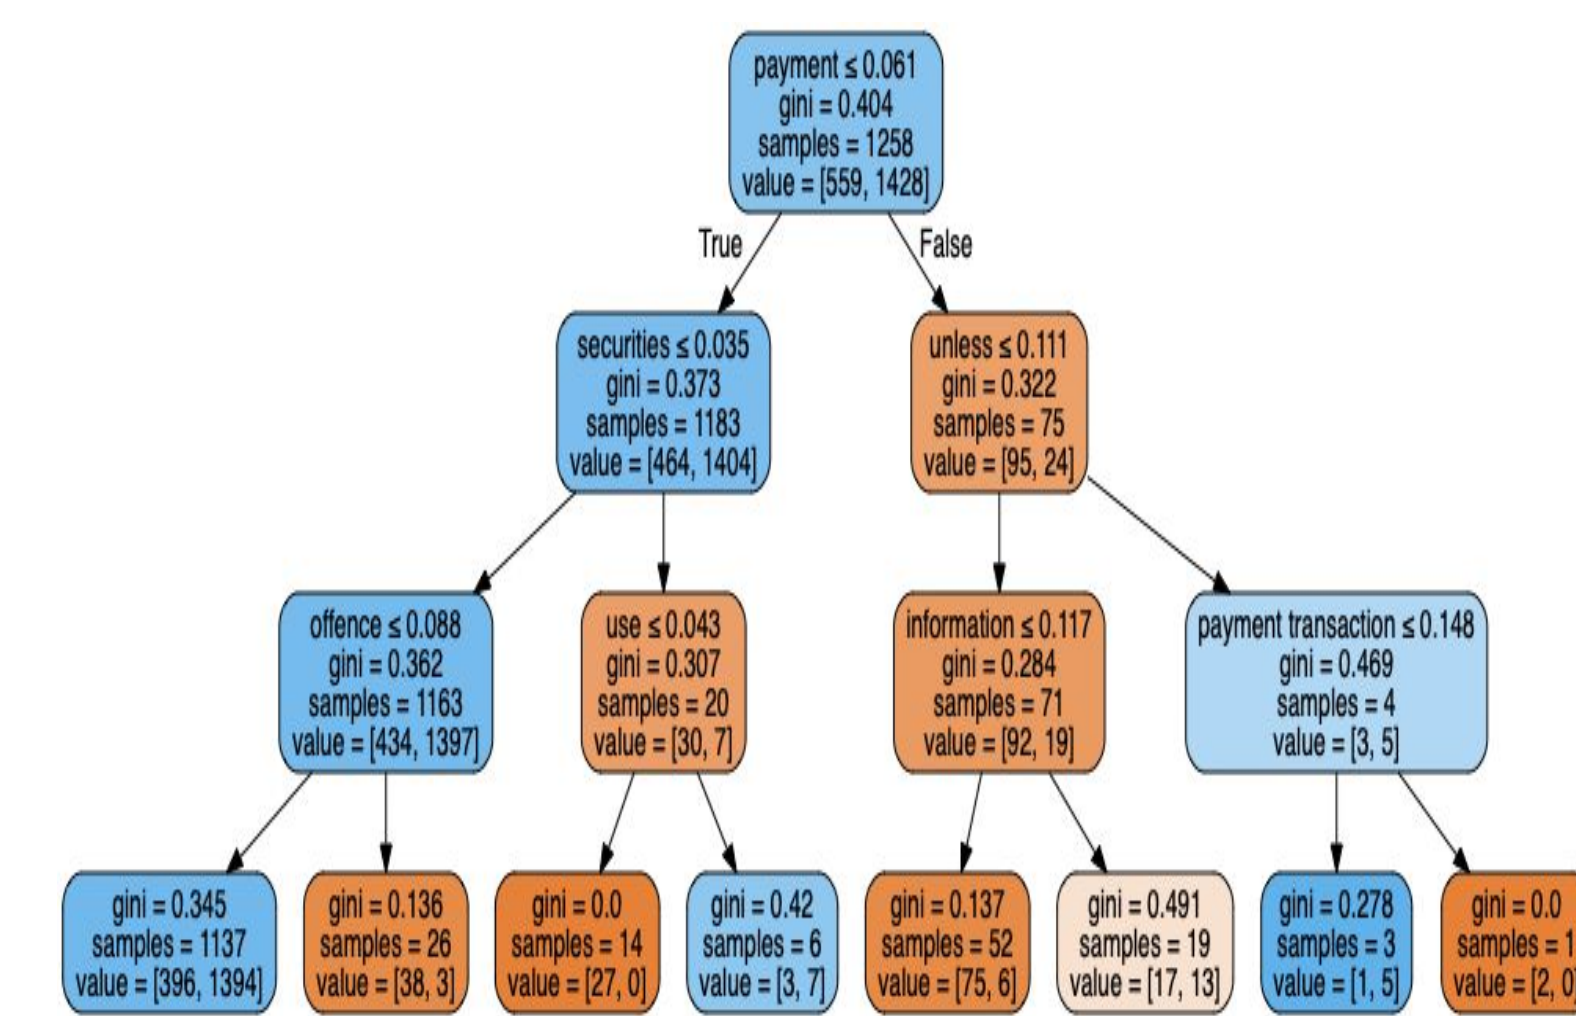 payment ≤ 0.061
gini = 0.404
samples = 1258
value = [559, 1428]
True
False
securities ≤ 0.035
gini = 0.373
samples = 1183
value = [464, 1404]
unless ≤ 0.111
gini = 0.322
samples = 75
value = [95, 24]
offence ≤ 0.088
gini = 0.362
samples = 1163
value = [434, 1397]
use ≤ 0.043
gini = 0.307
samples = 20
value = [30, 7]
information ≤ 0.117
gini = 0.284
samples = 71
value = [92, 19]
payment transaction ≤ 0.148
gini = 0.469
samples = 4
value = [3, 5]
gini = 0.345
samples = 1137
value = [396, 1394]
gini = 0.136
samples = 26
value = [38, 3]
gini = 0.0
samples = 14
value = [27, 0]
gini = 0.42
samples = 6
value = [3, 7]
gini = 0.137
samples = 52
value = [75, 6]
gini = 0.491
samples = 19
value = [17, 13]
gini = 0.278
samples = 3
value = [1, 5]
gini = 0.0
samples = 1
value = [2, 0]